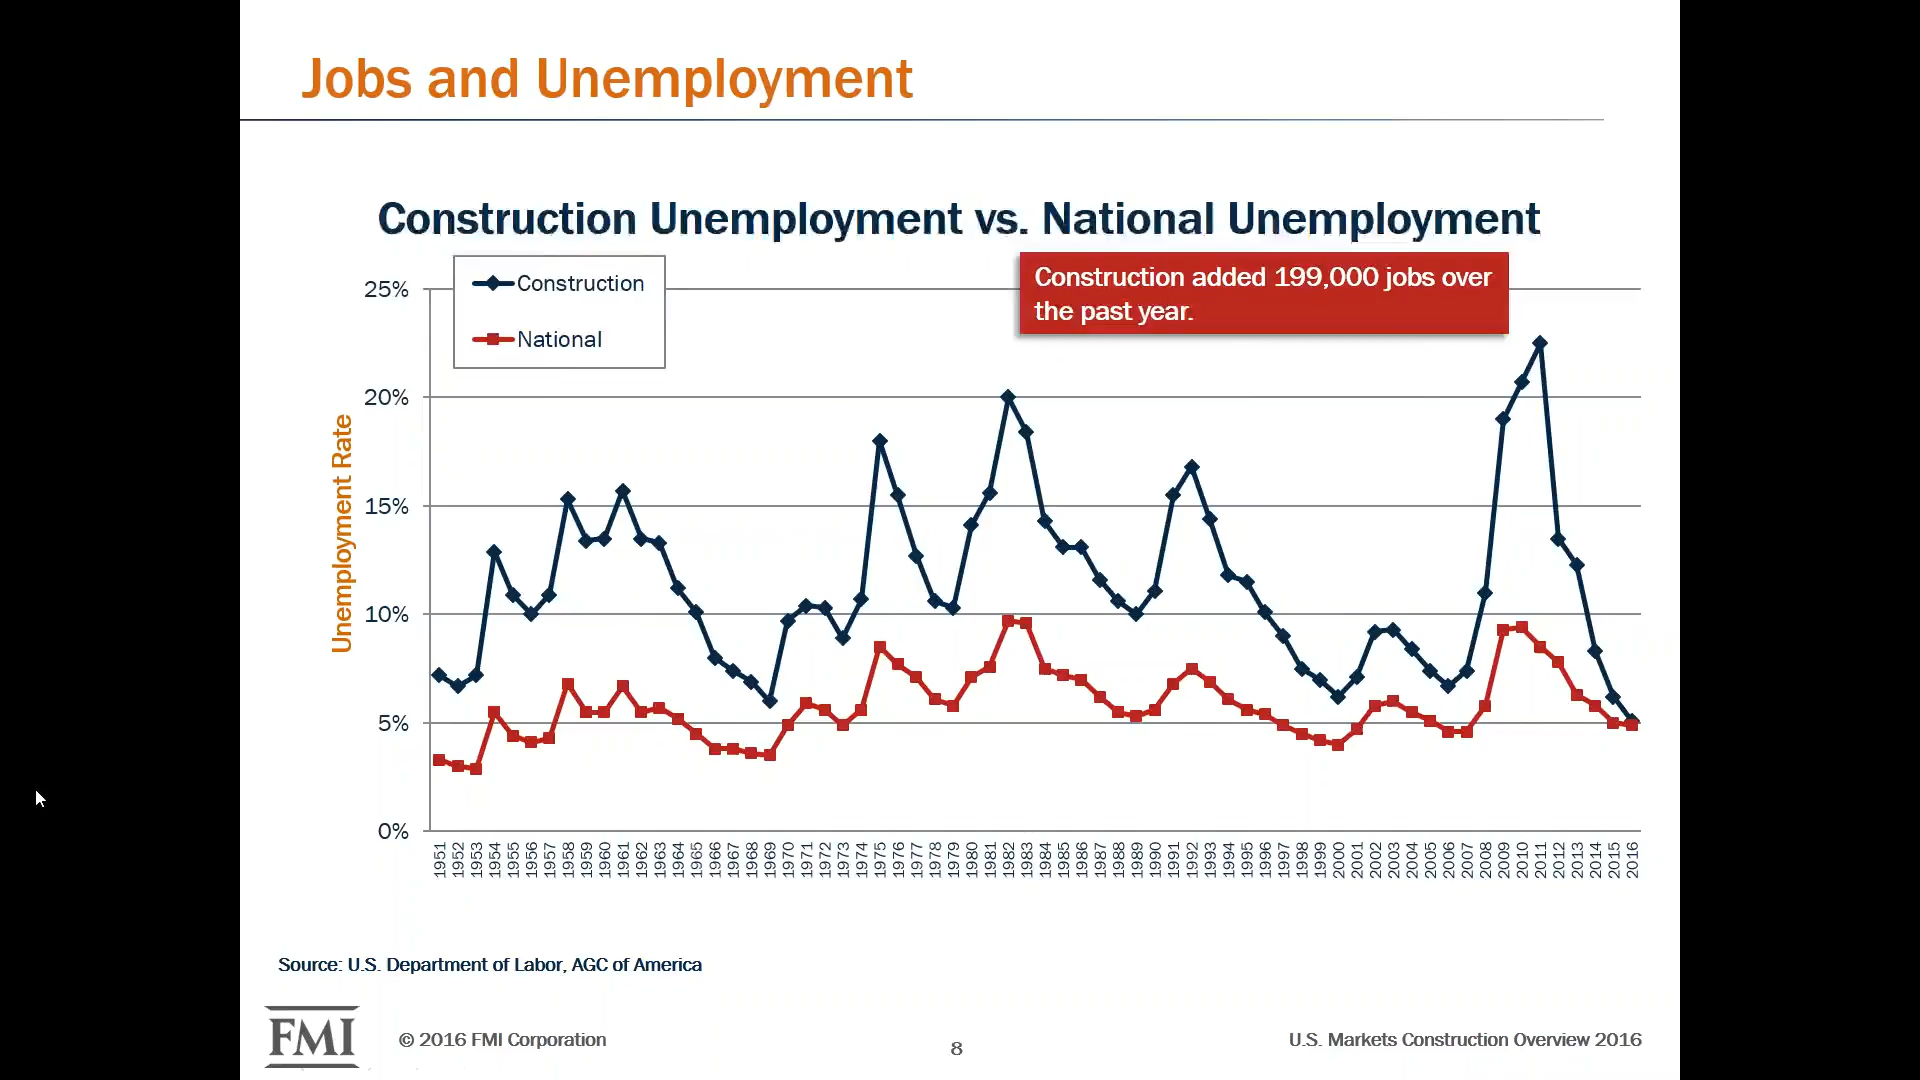 Jobs and Unemployment
Construction Unemployment vs. National Unemployment
Construction
National
Construction added 199,000 jobs over
the past year.
Unemployment Rate
25%
20%
15%
10%
5%
0%
1951 1952 1953 1954 1955 1956 1957 1958 1959 1960 1961 1962 1963 1964 1965 1966 1967 1968 1969 1970 1971 1972 1973 1974 1975 1976 1977 1978 1979 1980 1981 1982 1983 1984 1985 1986 1987 1988 1989 1990 1991 1992 1993 1994 1995 1996 1997 1998 1999 2000 2001 2002 2003 2004 2005 2006 2007 2008 2009 2010 2011 2012 2013 2014 2015 2016
Source: U.S. Department of Labor, AGC of America
FMI
© 2016 FMI Corporation
8
U.S. Markets Construction Overview 2016